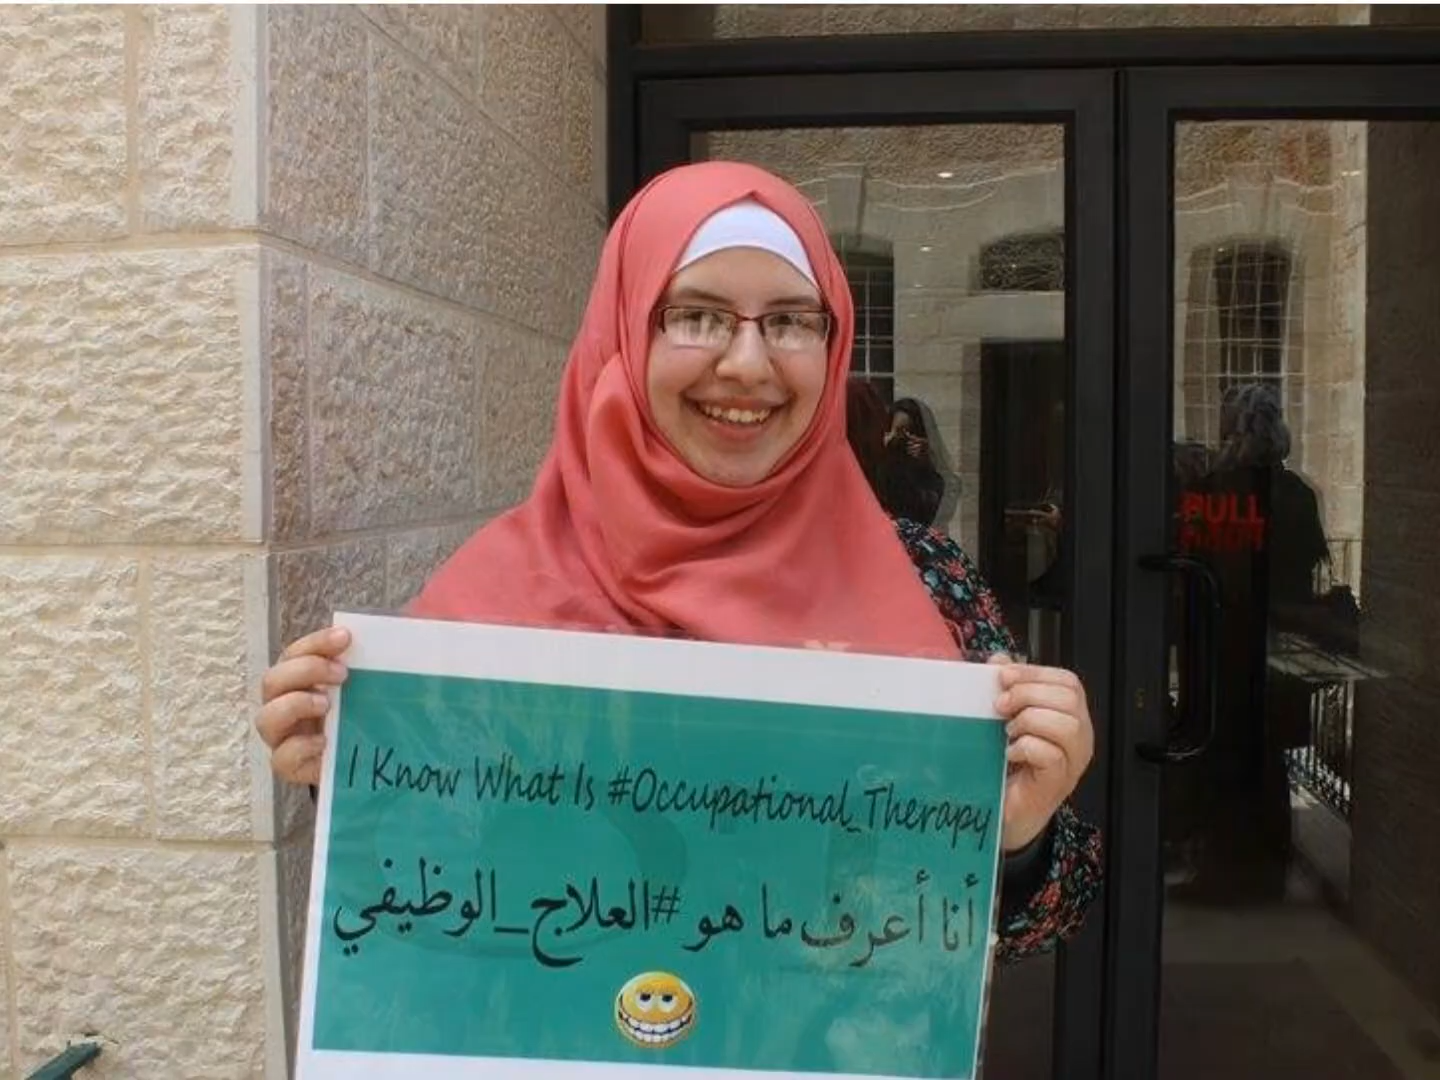 PULL
I Know What Is #Occupational_Therapy
أنا أعرف ما هو #العلاج_الوظيفي